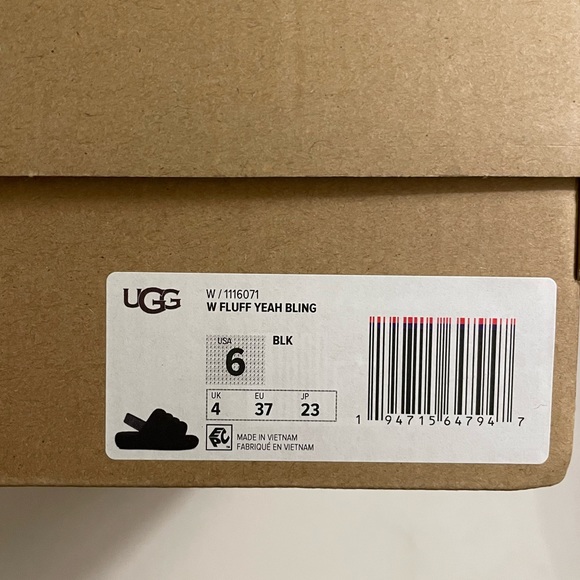 UGG
W / 1116071
W FLUFF YEAH BLING
USA
6
BLK
UK EU JP
4 37 23
EPC
MADE IN VIETNAM
FABRIQUÉ EN VIETNAM
1 94715 64794 7